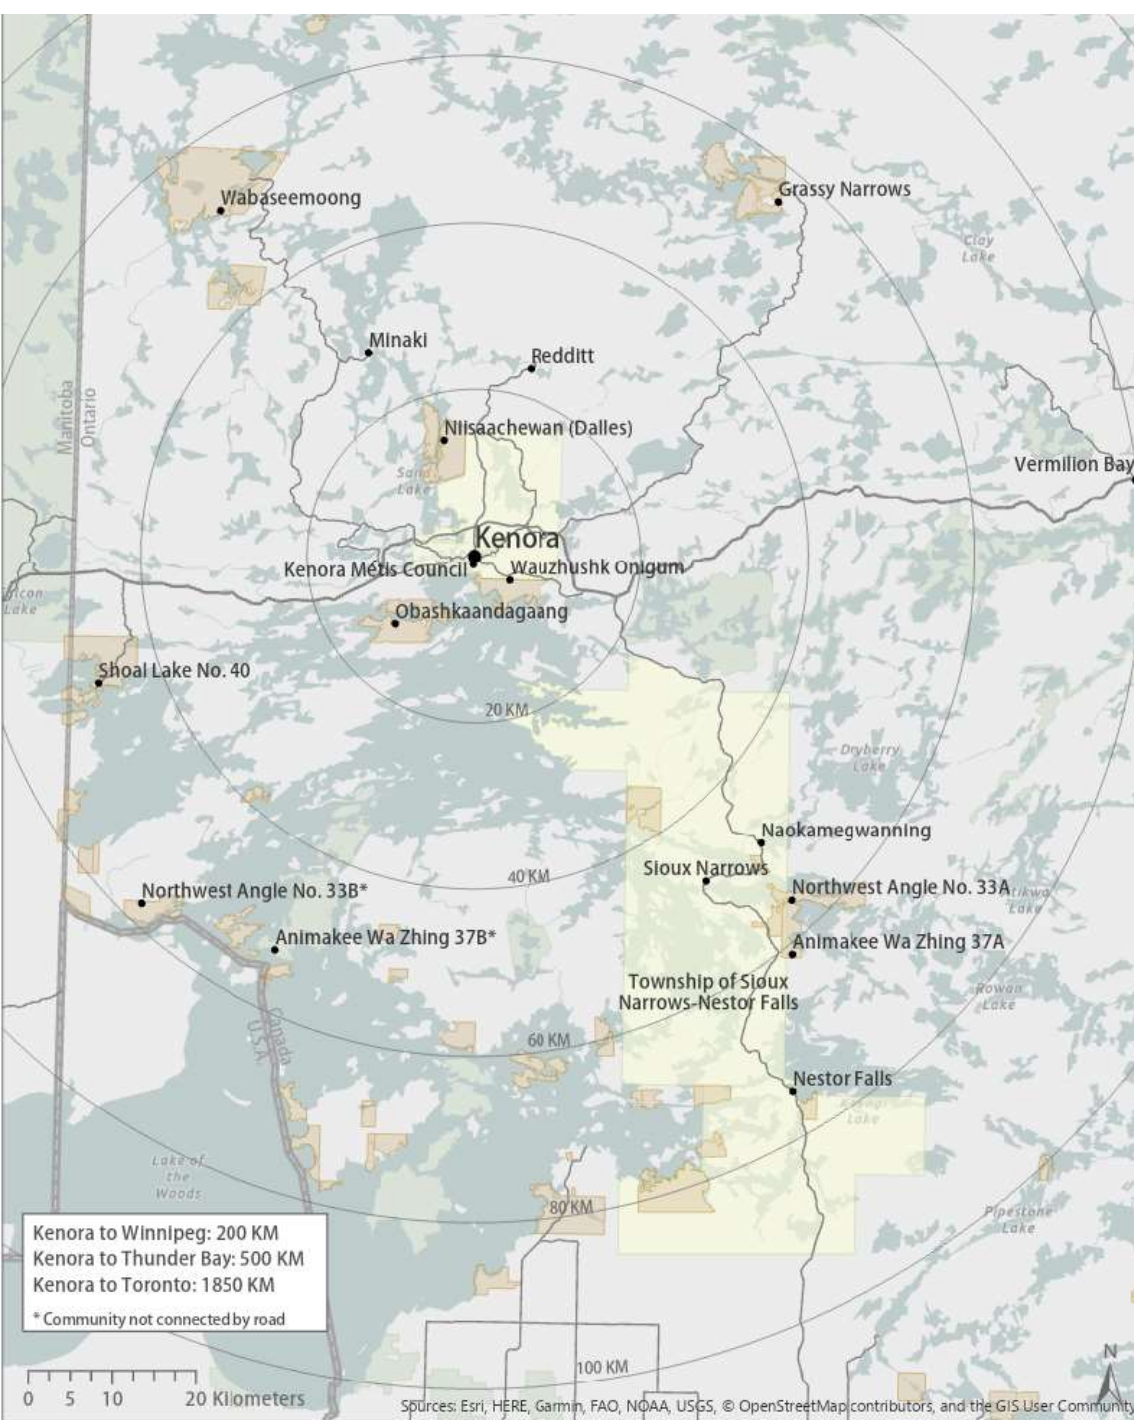 Wabaseemoong
Grassy Narrows
Clay
Lake
Minaki
Redditt
Manitoba
Ontario
Niisaachewan (Dalles)
Sand
Lake
Vermilion Bay
Kenora
Kenora Métis Council
Wauzhushk Onigum
Lake
Obashkaandagaang
Shoal Lake No. 40
20 KM
Dryberry
Lake
Naokamegwanning
Sioux Narrows
40 KM
Northwest Angle No. 33B*
Northwest Angle No. 33A
Lake
Animakee Wa Zhing 37B*
Animakee Wa Zhing 37A
Township of Sioux
Narrows-Nestor Falls
Rowan
Lake
Canada
U.S.A.
60 KM
Nestor Falls
Lake
Lake of
the
Woods
80 KM
Pipestone
Lake
Kenora to Winnipeg: 200 KM
Kenora to Thunder Bay: 500 KM
Kenora to Toronto: 1850 KM
* Community not connected by road
100 KM
N
0 5 10 20 Kilometers
Sources: Esri, HERE, Garmin, FAO, NOAA, USGS, © OpenStreetMap contributors, and the GIS User Community